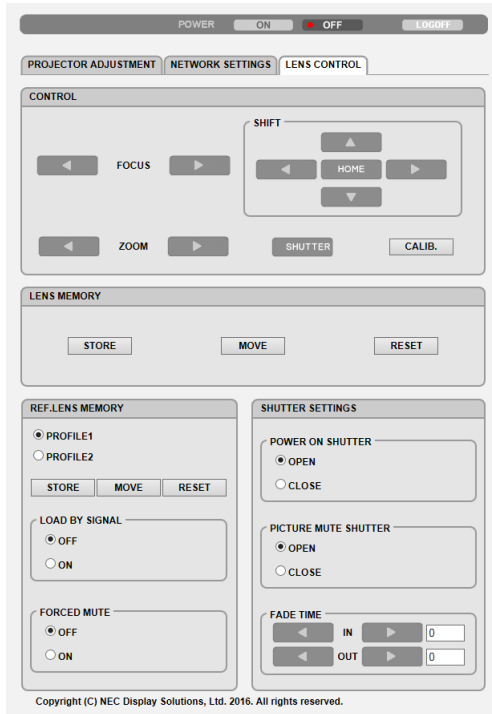 POWER ON OFF LOGOFF
PROJECTOR ADJUSTMENT NETWORK SETTINGS LENS CONTROL
CONTROL
SHIFT
FOCUS
HOME
ZOOM SHUTTER CALIB.
LENS MEMORY
STORE MOVE RESET
REF.LENS MEMORY
PROFILE1
PROFILE2
STORE MOVE RESET
LOAD BY SIGNAL
OFF
ON
FORCED MUTE
OFF
ON
SHUTTER SETTINGS
POWER ON SHUTTER
OPEN
CLOSE
PICTURE MUTE SHUTTER
OPEN
CLOSE
FADE TIME
IN 0
OUT 0
Copyright (C) NEC Display Solutions, Ltd. 2016. All rights reserved.